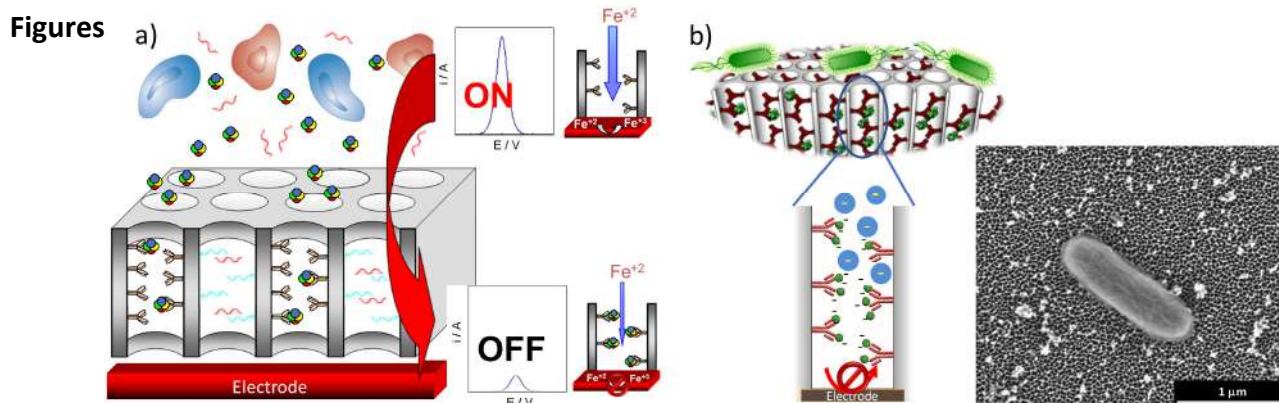 Figures
a)
Fe+2
i / A
ON
E / V
Fe+2
Fe+3
b)
Fe+2
i / A
OFF
E / V
Fe+2
Fe+3
Electrode
Electrode
1 µm